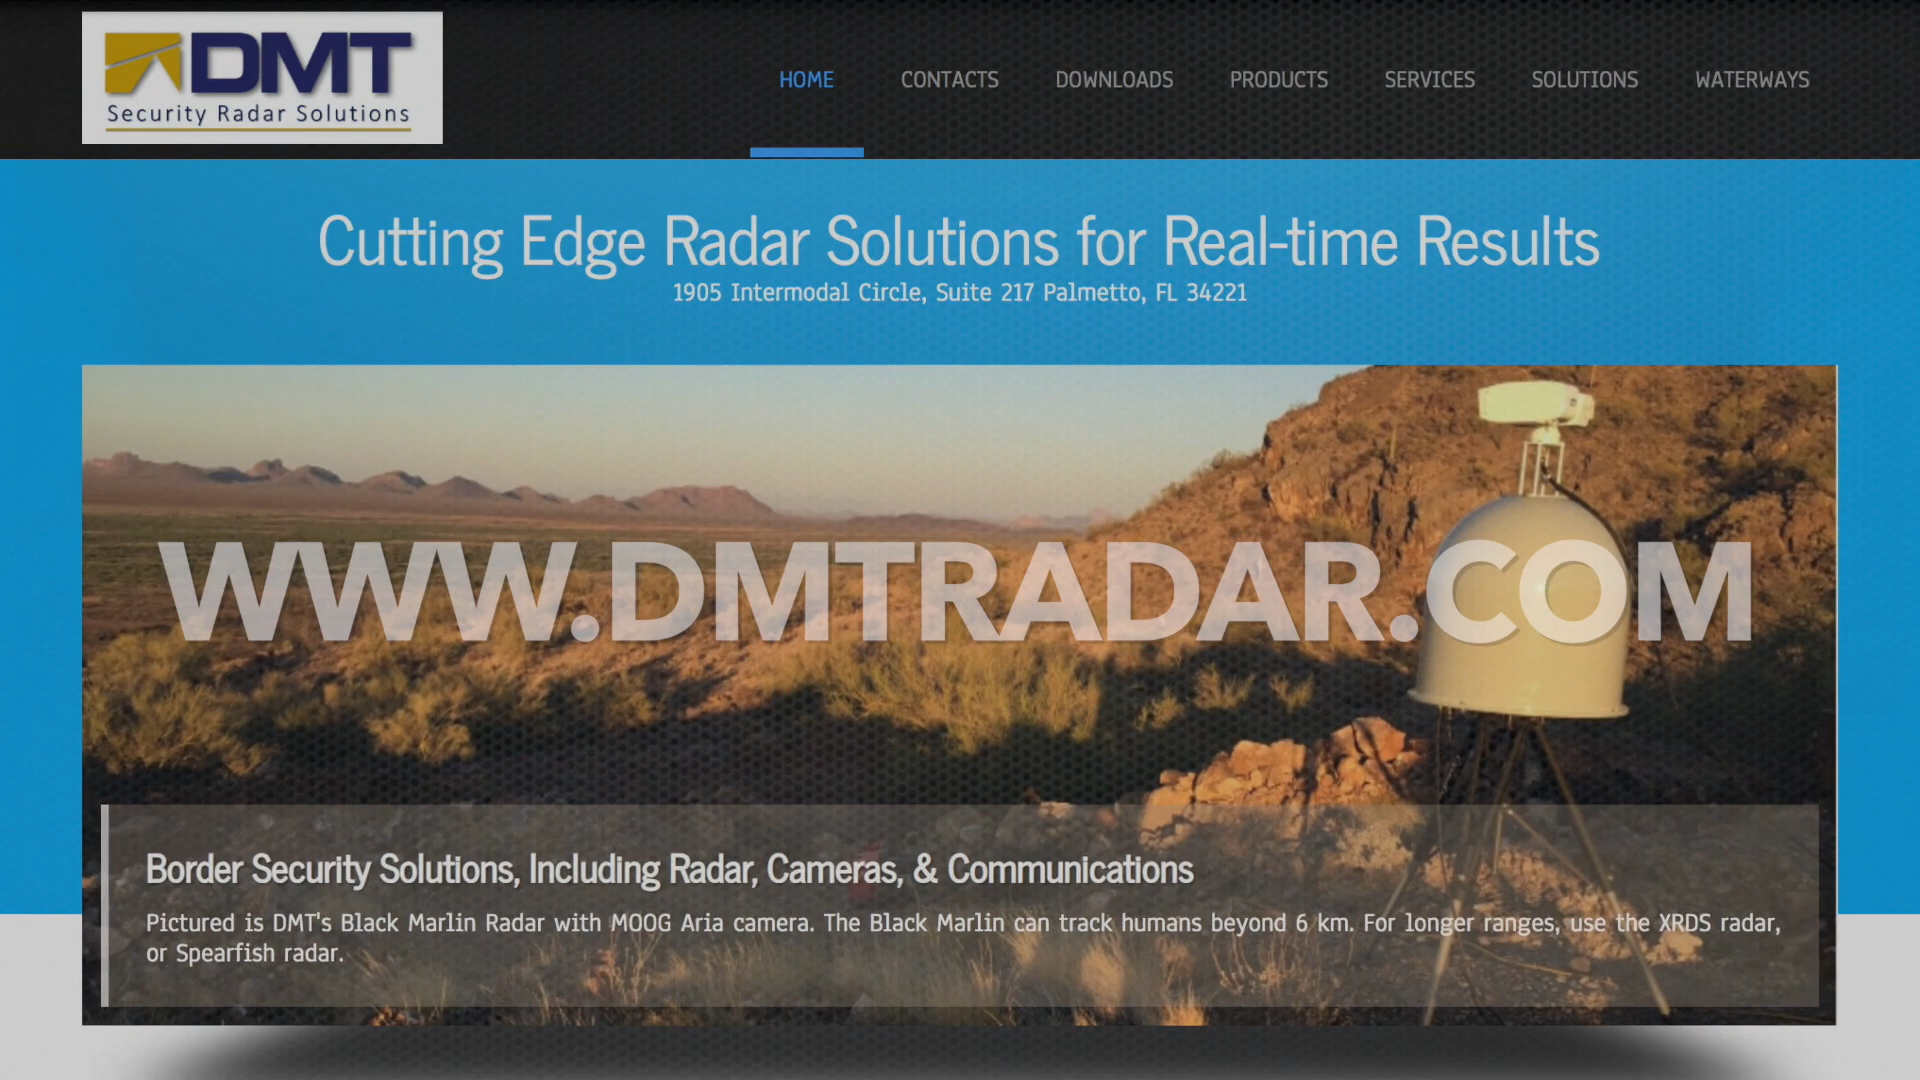 DMT
Security Radar Solutions
HOME CONTACTS DOWNLOADS PRODUCTS SERVICES SOLUTIONS WATERWAYS
Cutting Edge Radar Solutions for Real-time Results
1905 Intermodal Circle, Suite 217 Palmetto, FL 34221
WWW.DMTRADAR.COM
Border Security Solutions, Including Radar, Cameras, & Communications
Pictured is DMT's Black Marlin Radar with MOOG Aria camera. The Black Marlin can track humans beyond 6 km. For longer ranges, use the XRDS radar,
or Spearfish radar.